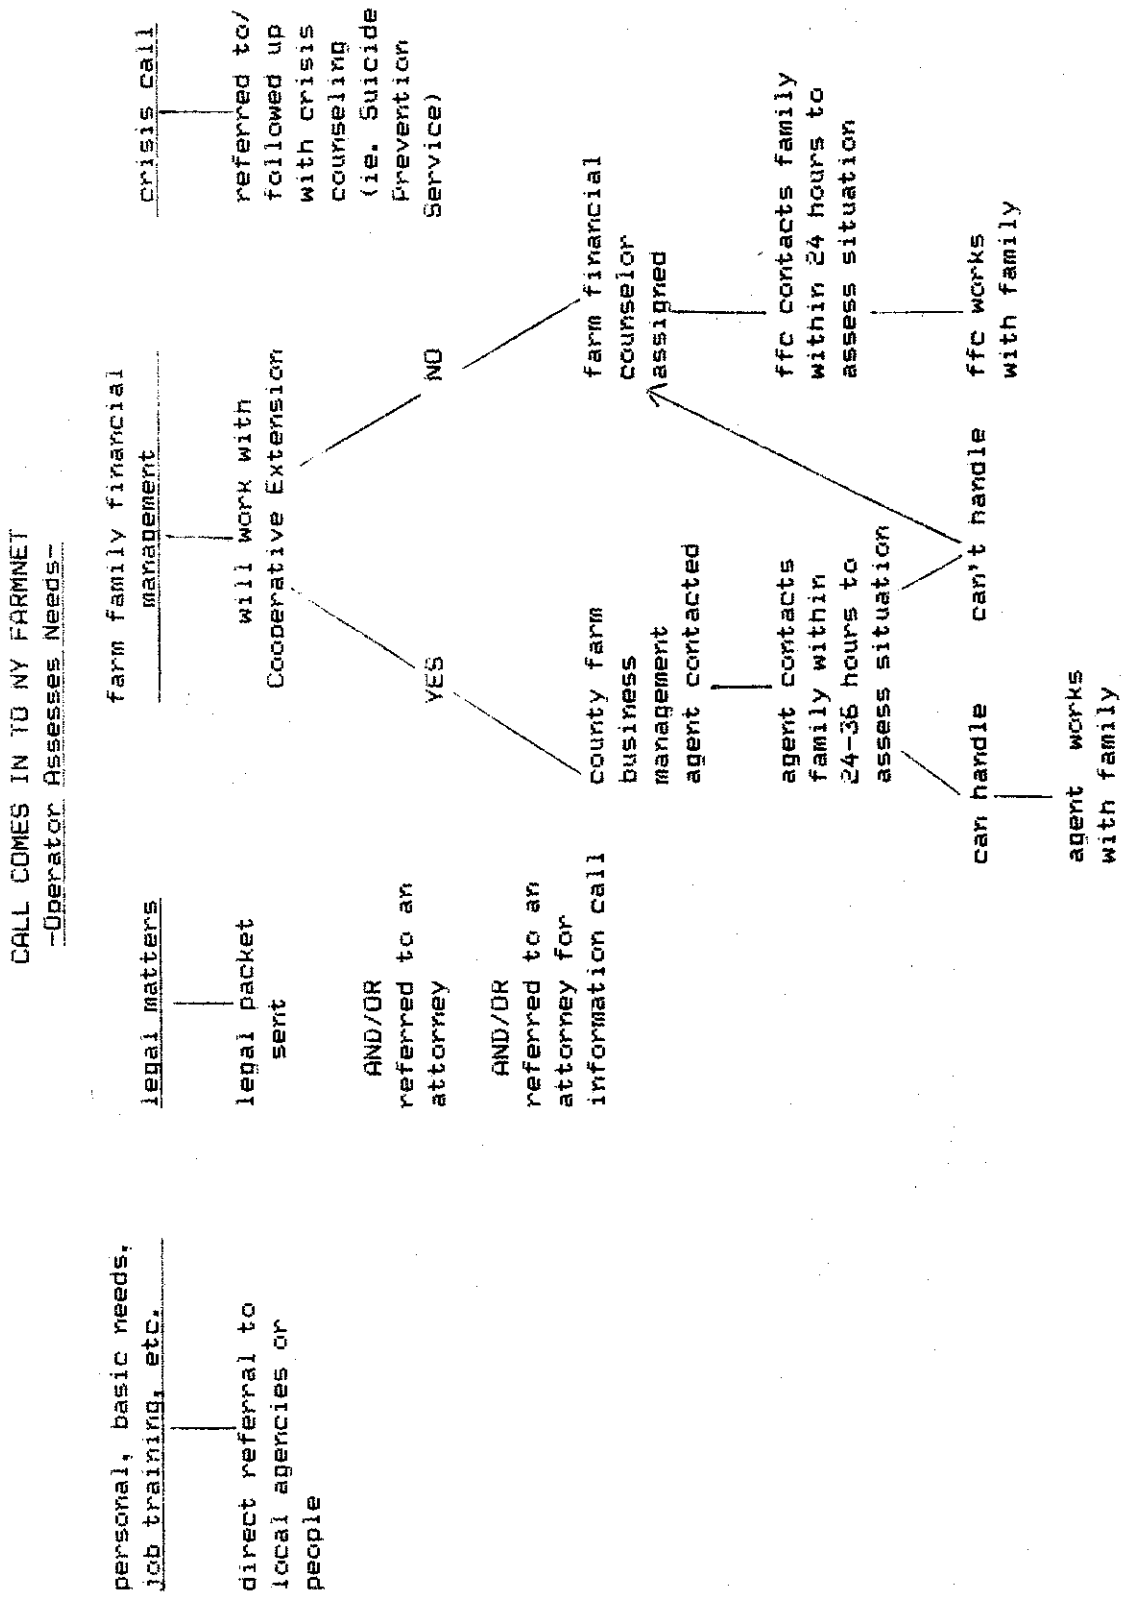 CALL COMES IN TO NY FARMNET
-Operator Assesses Needs-
personal, basic needs,
job training, etc.
direct referral to
local agencies or
people
legal matters
legal packet
sent
AND/OR
referred to an
attorney
AND/OR
referred to an
attorney for
information call
farm family financial
management
will work with
Cooperative Extension
YES
NO
county farm
business
management
agent contacted
agent contacts
family within
24-36 hours to
assess situation
can handle
can't handle
agent works
with family
farm financial
counselor
assigned
ffc contacts family
within 24 hours to
assess situation
ffc works
with family
crisis call
referred to/
followed up
with crisis
counseling
(ie. Suicide
Prevention
Service)